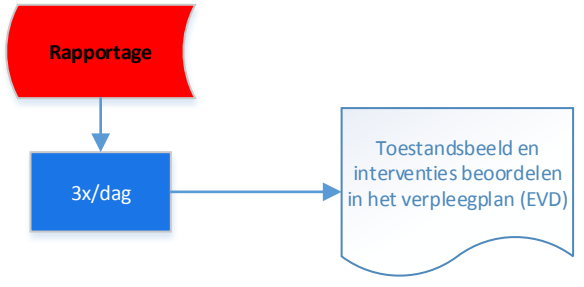 Rapportage
3x/dag
Toestandsbeeld en
interventies beoordelen
in het verpleegplan (EVD)